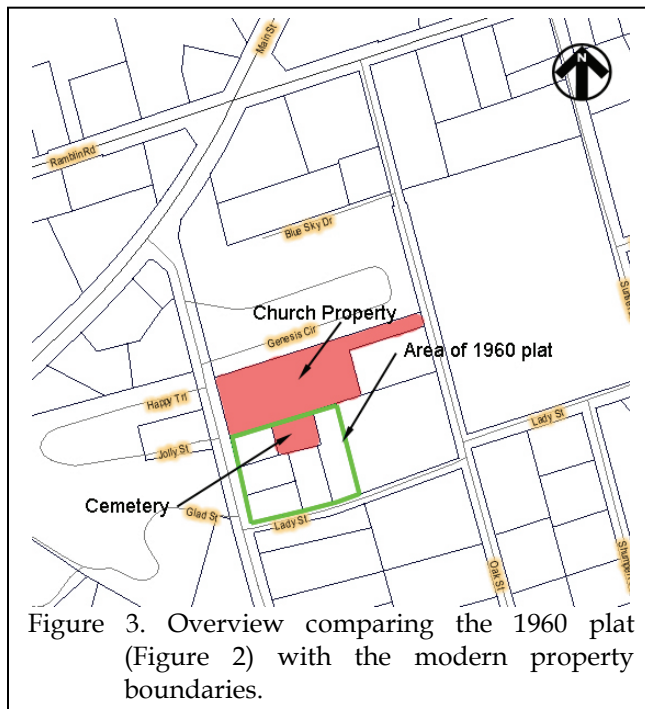 Main St
N
Ramblin Rd
Blue Sky Dr
Church Property
Genesis Cir
Area of 1960 plat
Happy Trl
Lady St
Jolly St
Cemetery
Glad St
Lady St
Oak St
Figure 3. Overview comparing the 1960 plat
(Figure 2) with the modern property
boundaries.